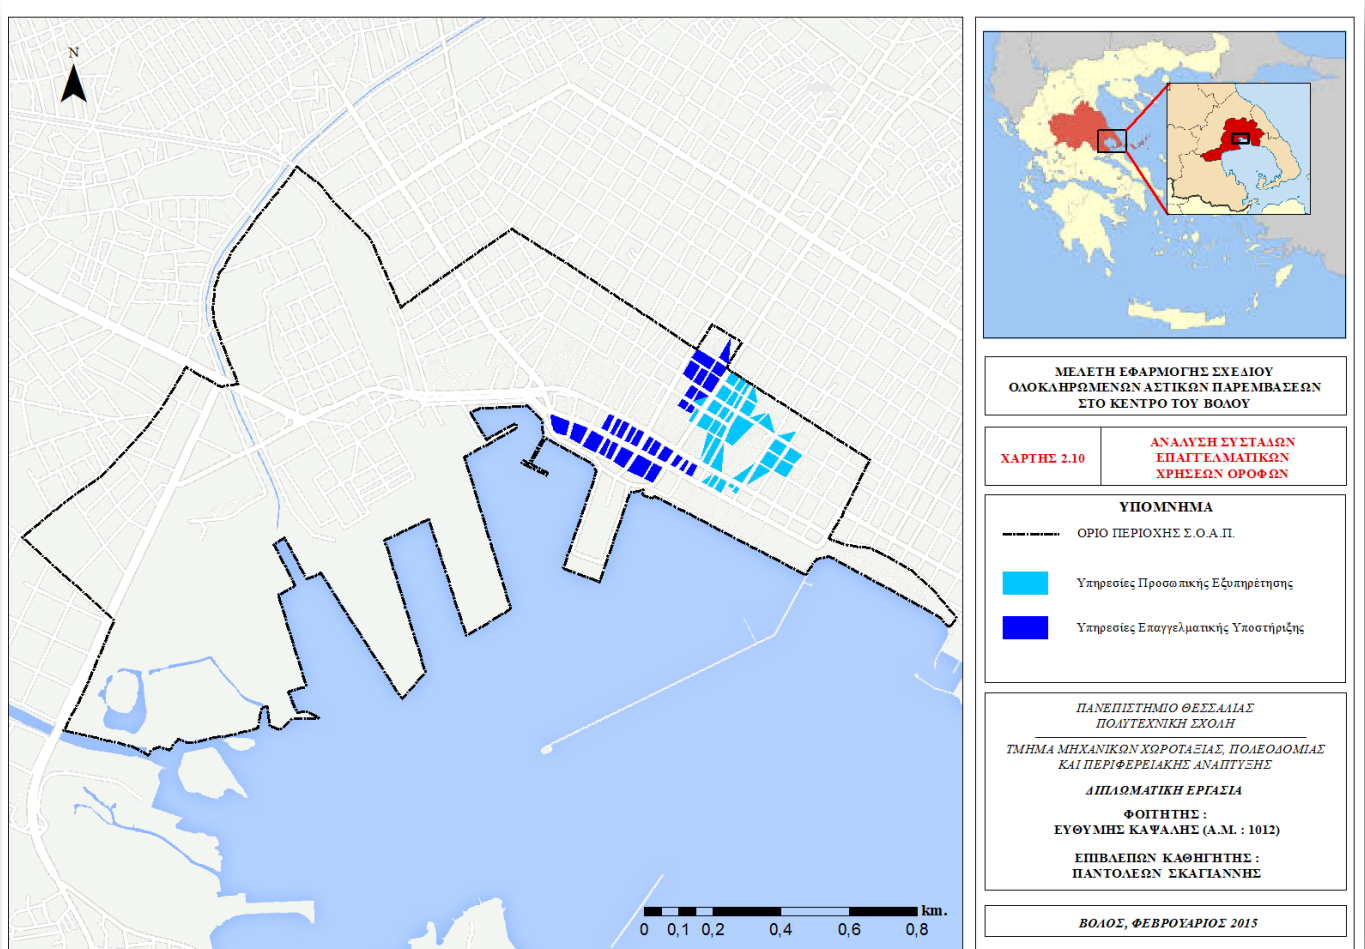 N
ΜΕΛΕΤΗ ΕΦΑΡΜΟΓΗΣ ΣΧΕΔΙΟΥ
ΟΛΟΚΛΗΡΩΜΕΝΩΝ ΑΣΤΙΚΩΝ ΠΑΡΕΜΒΑΣΕΩΝ
ΣΤΟ ΚΕΝΤΡΟ ΤΟΥ ΒΟΛΟΥ
ΧΑΡΤΗΣ 2.10
ΑΝΑΛΥΣΗ ΣΥΣΤΑΔΩΝ
ΕΠΑΓΓΕΛΜΑΤΙΚΩΝ
ΧΡΗΣΕΩΝ ΟΡΟΦΩΝ
ΥΠΟΜΝΗΜΑ
ΟΡΙΟ ΠΕΡΙΟΧΗΣ Σ.Ο.Α.Π.
Υπηρεσίες Προσωπικής Εξυπηρέτησης
Υπηρεσίες Επαγγελματικής Υποστήριξης
ΠΑΝΕΠΙΣΤΗΜΙΟ ΘΕΣΣΑΛΙΑΣ
ΠΟΛΥΤΕΧΝΙΚΗ ΣΧΟΛΗ
ΤΜΗΜΑ ΜΗΧΑΝΙΚΩΝ ΧΩΡΟΤΑΞΙΑΣ, ΠΟΛΕΟΔΟΜΙΑΣ
ΚΑΙ ΠΕΡΙΦΕΡΕΙΑΚΗΣ ΑΝΑΠΤΥΞΗΣ
ΔΙΠΛΩΜΑΤΙΚΗ ΕΡΓΑΣΙΑ
ΦΟΙΤΗΤΗΣ :
ΕΥΘΥΜΗΣ ΚΑΨΑΛΗΣ (Α.Μ. : 1012)
ΕΠΙΒΛΕΠΩΝ ΚΑΘΗΓΗΤΗΣ :
ΠΑΝΤΟΛΕΩΝ ΣΚΑΓΙΑΝΝΗΣ
km.
0 0,1 0,2 0,4 0,6 0,8
ΒΟΛΟΣ, ΦΕΒΡΟΥΑΡΙΟΣ 2015